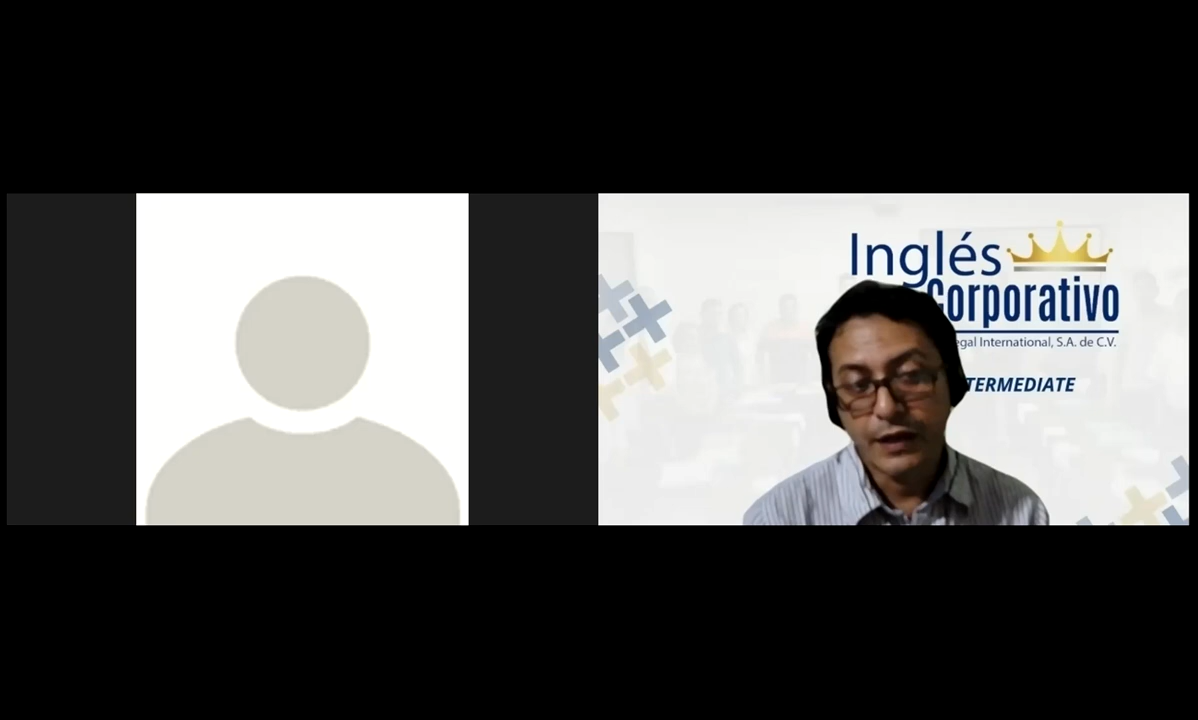 Inglés
Corporativo
egal International, S.A. de C.V.
TERMEDIATE